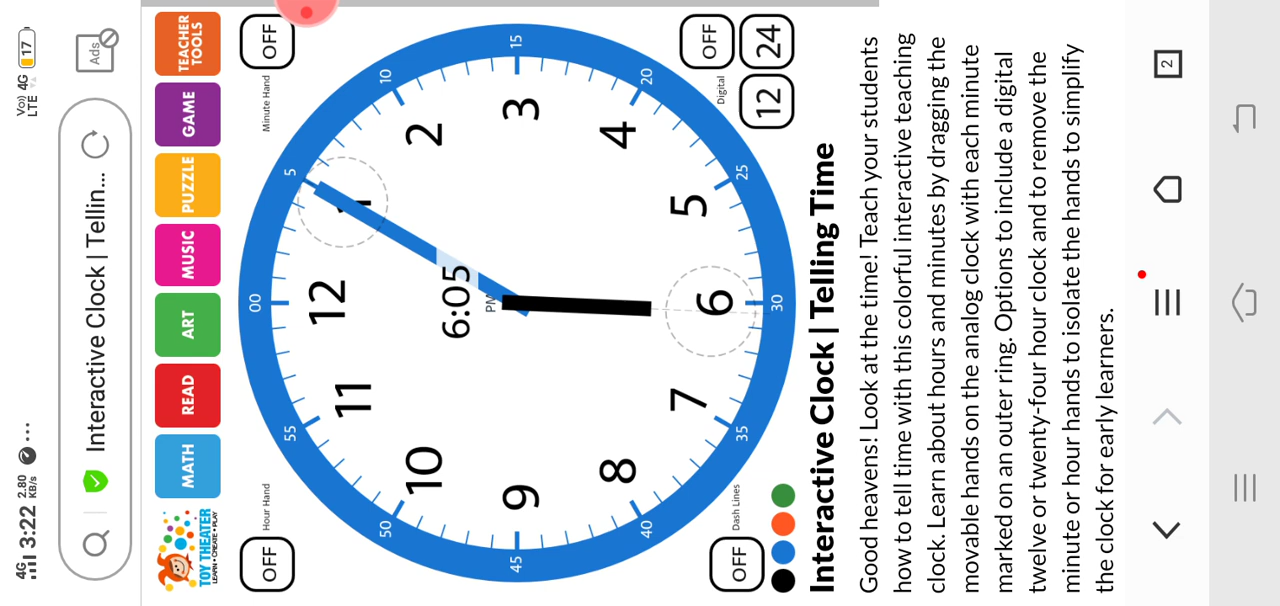 4G 3:22 2.80 KB/s ... Vo)) 4G LTE 17
Interactive Clock | Tellin...
Ads
TOY THEATER
LEARN • CREATE • PLAY
MATH
READ
ART
MUSIC
PUZZLE
GAME
TEACHER TOOLS
OFF
Hour Hand
Minute Hand
OFF
00
5
10
15
20
25
30
35
40
45
50
55
12
1
2
3
4
5
6
7
8
9
10
11
6:05
PM
Dash Lines
OFF
Digital
OFF
12
24
Interactive Clock | Telling Time
Good heavens! Look at the time! Teach your students
how to tell time with this colorful interactive teaching
clock. Learn about hours and minutes by dragging the
movable hands on the analog clock with each minute
marked on an outer ring. Options to include a digital
twelve or twenty-four hour clock and to remove the
minute or hour hands to isolate the hands to simplify
the clock for early learners.
2